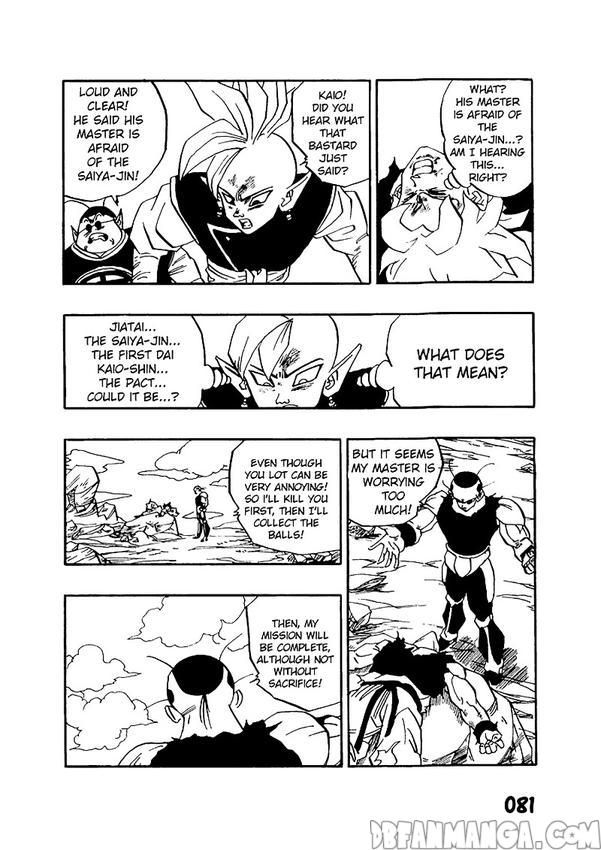 WHAT?
HIS MASTER
IS AFRAID
OF THE
SAIYA-JIN...?
AM I HEARING
THIS...
RIGHT?
KAIO!
DID YOU
HEAR WHAT
THAT
BASTARD
JUST
SAID?
LOUD AND
CLEAR!
HE SAID HIS
MASTER IS
AFRAID
OF THE
SAIYA-JIN!
WHAT DOES
THAT MEAN?
JIATAI...
THE SAIYA-JIN...
THE FIRST DAI
KAIO-SHIN...
THE PACT...
COULD IT BE...?
BUT IT SEEMS
MY MASTER IS
WORRYING
TOO
MUCH!
EVEN THOUGH
YOU LOT CAN BE
VERY ANNOYING!
SO I'LL KILL YOU
FIRST, THEN I'LL
COLLECT THE
BALLS!
THEN, MY
MISSION WILL
BE COMPLETE,
ALTHOUGH NOT
WITHOUT
SACRIFICE!
081
DBFANMANGA.COM